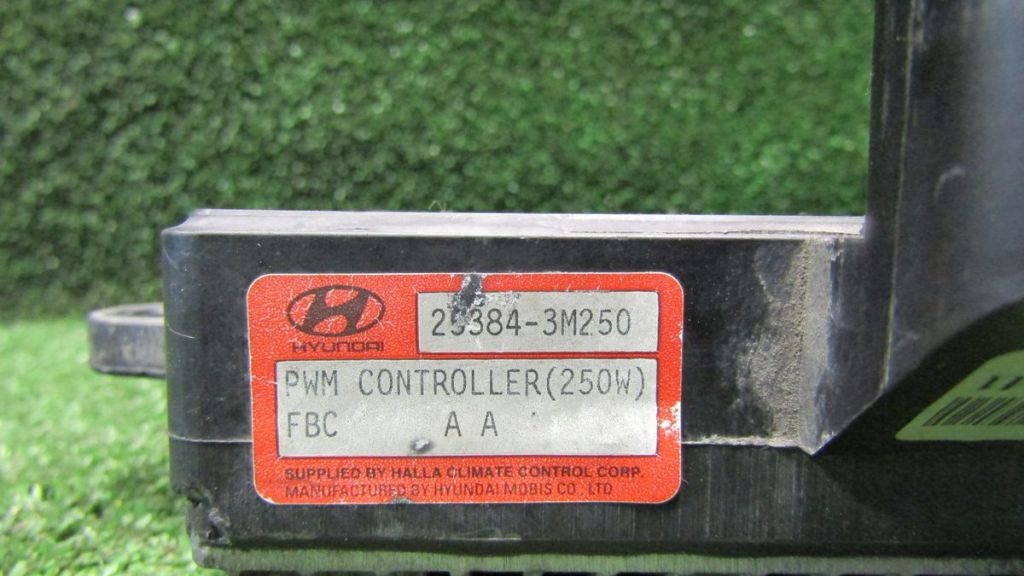 25384-3M250
HYUNDAI
PWM CONTROLLER(250W)
FBC A A
SUPPLIED BY HALLA CLIMATE CONTROL CORP.
MANUFACTURED BY HYUNDAI MOBIS CO., LTD